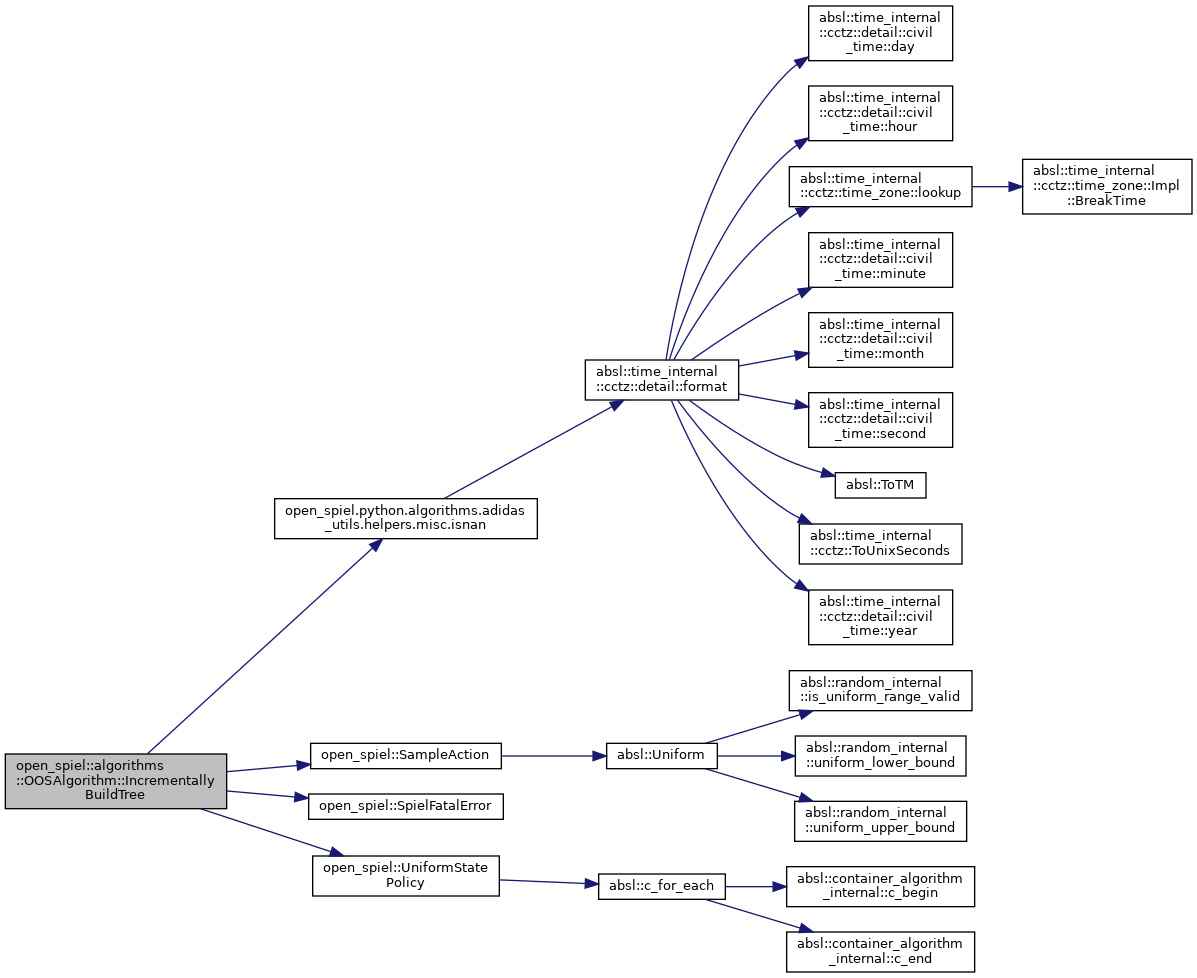 absl::time_internal
::cctz::detail::civil
_time::day
absl::time_internal
::cctz::detail::civil
_time::hour
absl::time_internal
::cctz::time_zone::lookup
absl::time_internal
::cctz::time_zone::Impl
::BreakTime
absl::time_internal
::cctz::detail::civil
_time::minute
absl::time_internal
::cctz::detail::civil
_time::month
absl::time_internal
::cctz::detail::format
absl::time_internal
::cctz::detail::civil
_time::second
absl::ToTM
open_spiel.python.algorithms.adidas
_utils.helpers.misc.isnan
absl::time_internal
::cctz::ToUnixSeconds
absl::time_internal
::cctz::detail::civil
_time::year
absl::random_internal
::is_uniform_range_valid
open_spiel::algorithms
::OOSAlgorithm::Incrementally
BuildTree
open_spiel::SampleAction
absl::Uniform
absl::random_internal
::uniform_lower_bound
open_spiel::SpielFatalError
absl::random_internal
::uniform_upper_bound
open_spiel::UniformState
Policy
absl::c_for_each
absl::container_algorithm
_internal::c_begin
absl::container_algorithm
_internal::c_end